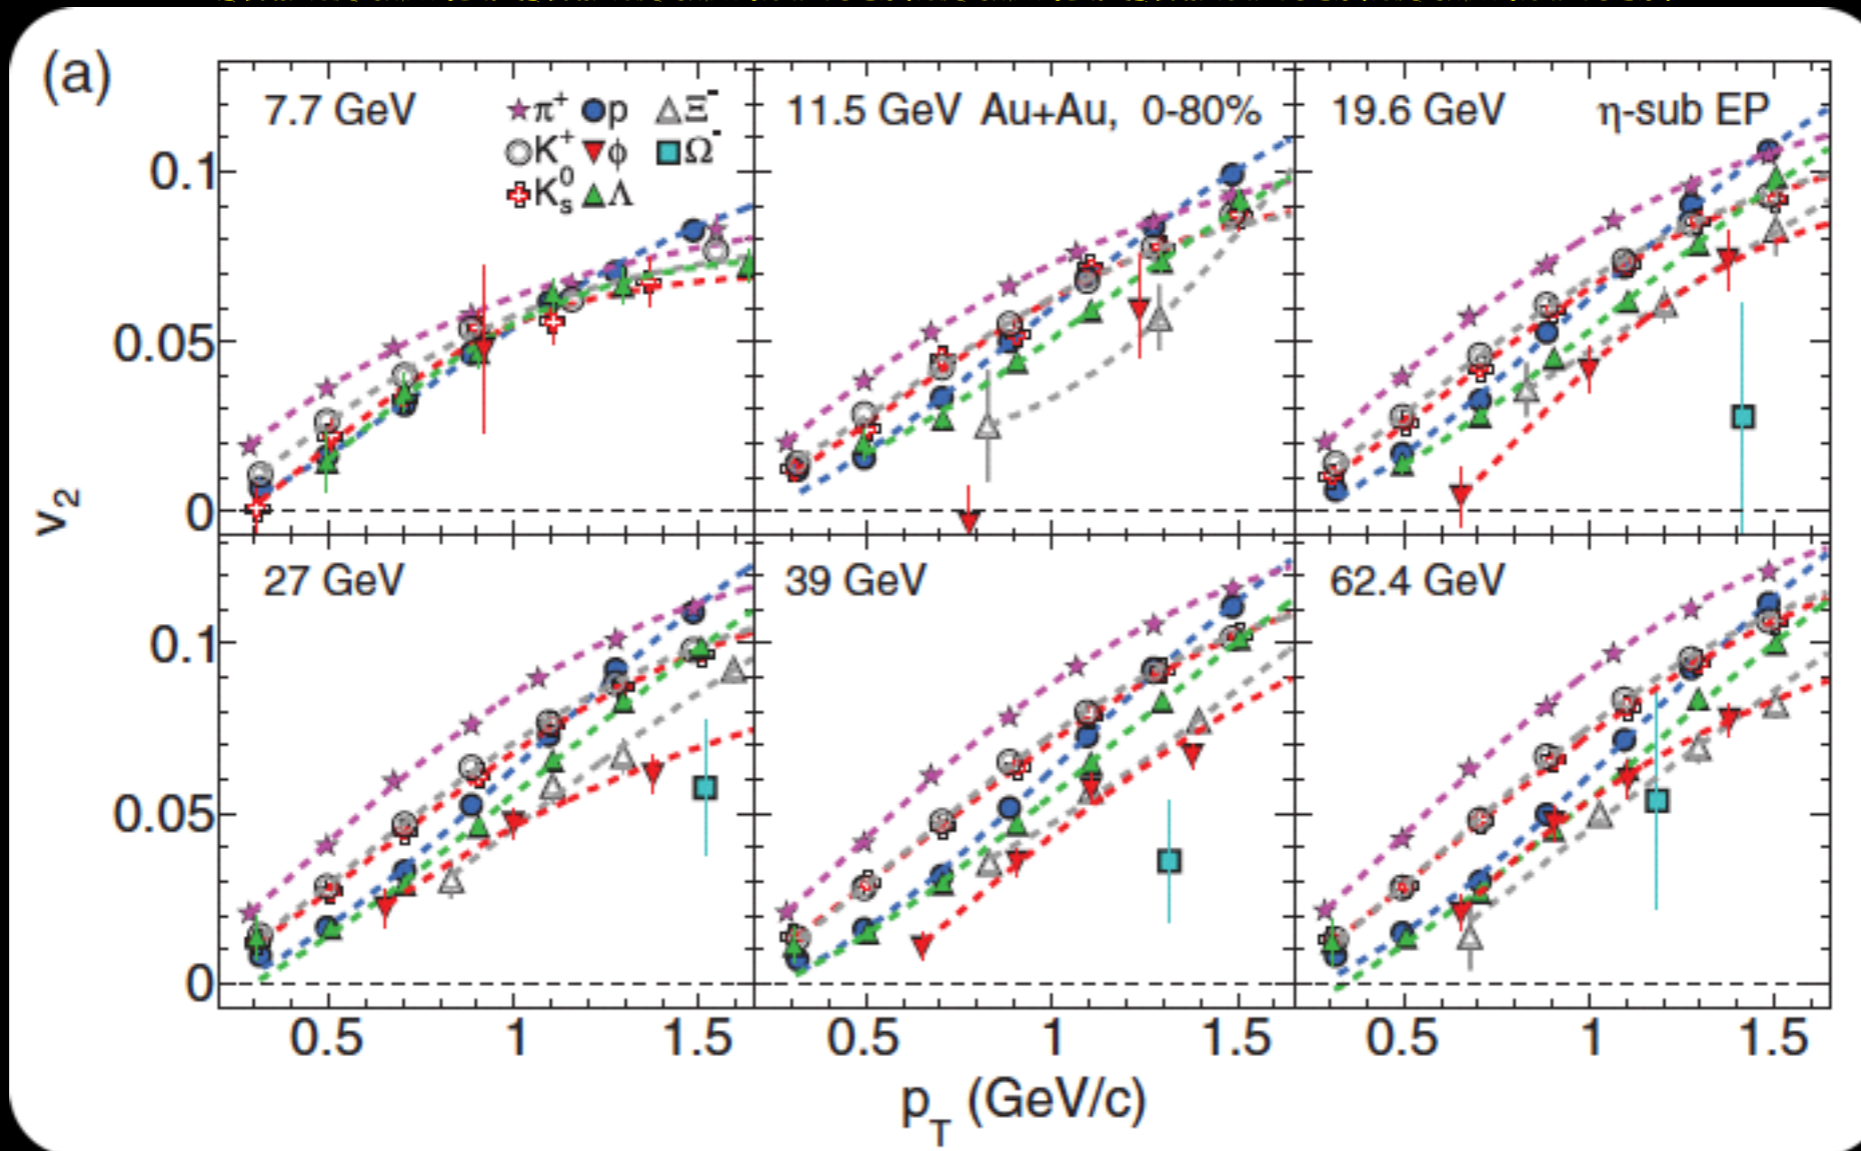 (a)
7.7 GeV
π⁺ p Ξ⁻
K⁺ ϕ Ω⁻
K⁰ₛ Λ
11.5 GeV Au+Au, 0-80%
19.6 GeV η-sub EP
0.1
0.05
0
v₂
27 GeV
39 GeV
62.4 GeV
0.1
0.05
0
0.5 1 1.5 0.5 1 1.5 0.5 1 1.5
p_T (GeV/c)